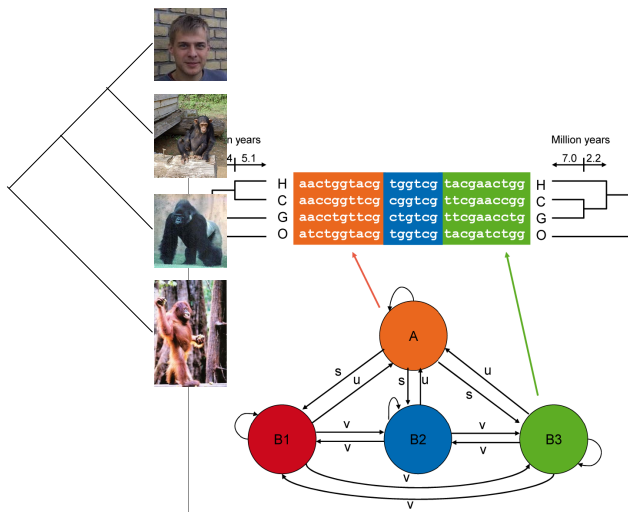 n years
4 5.1
Million years
7.0 2.2
H aactggtacg tggtcg tacgaactgg H
C aaccggttcg cggtcg ttcgaaccgg C
G aacctgttcg ctgtcg ttcgaacctg G
O atctggtacg tggtcg tacgatctgg O
A
s u s u u s
B1 v v B2 v v B3
v
v